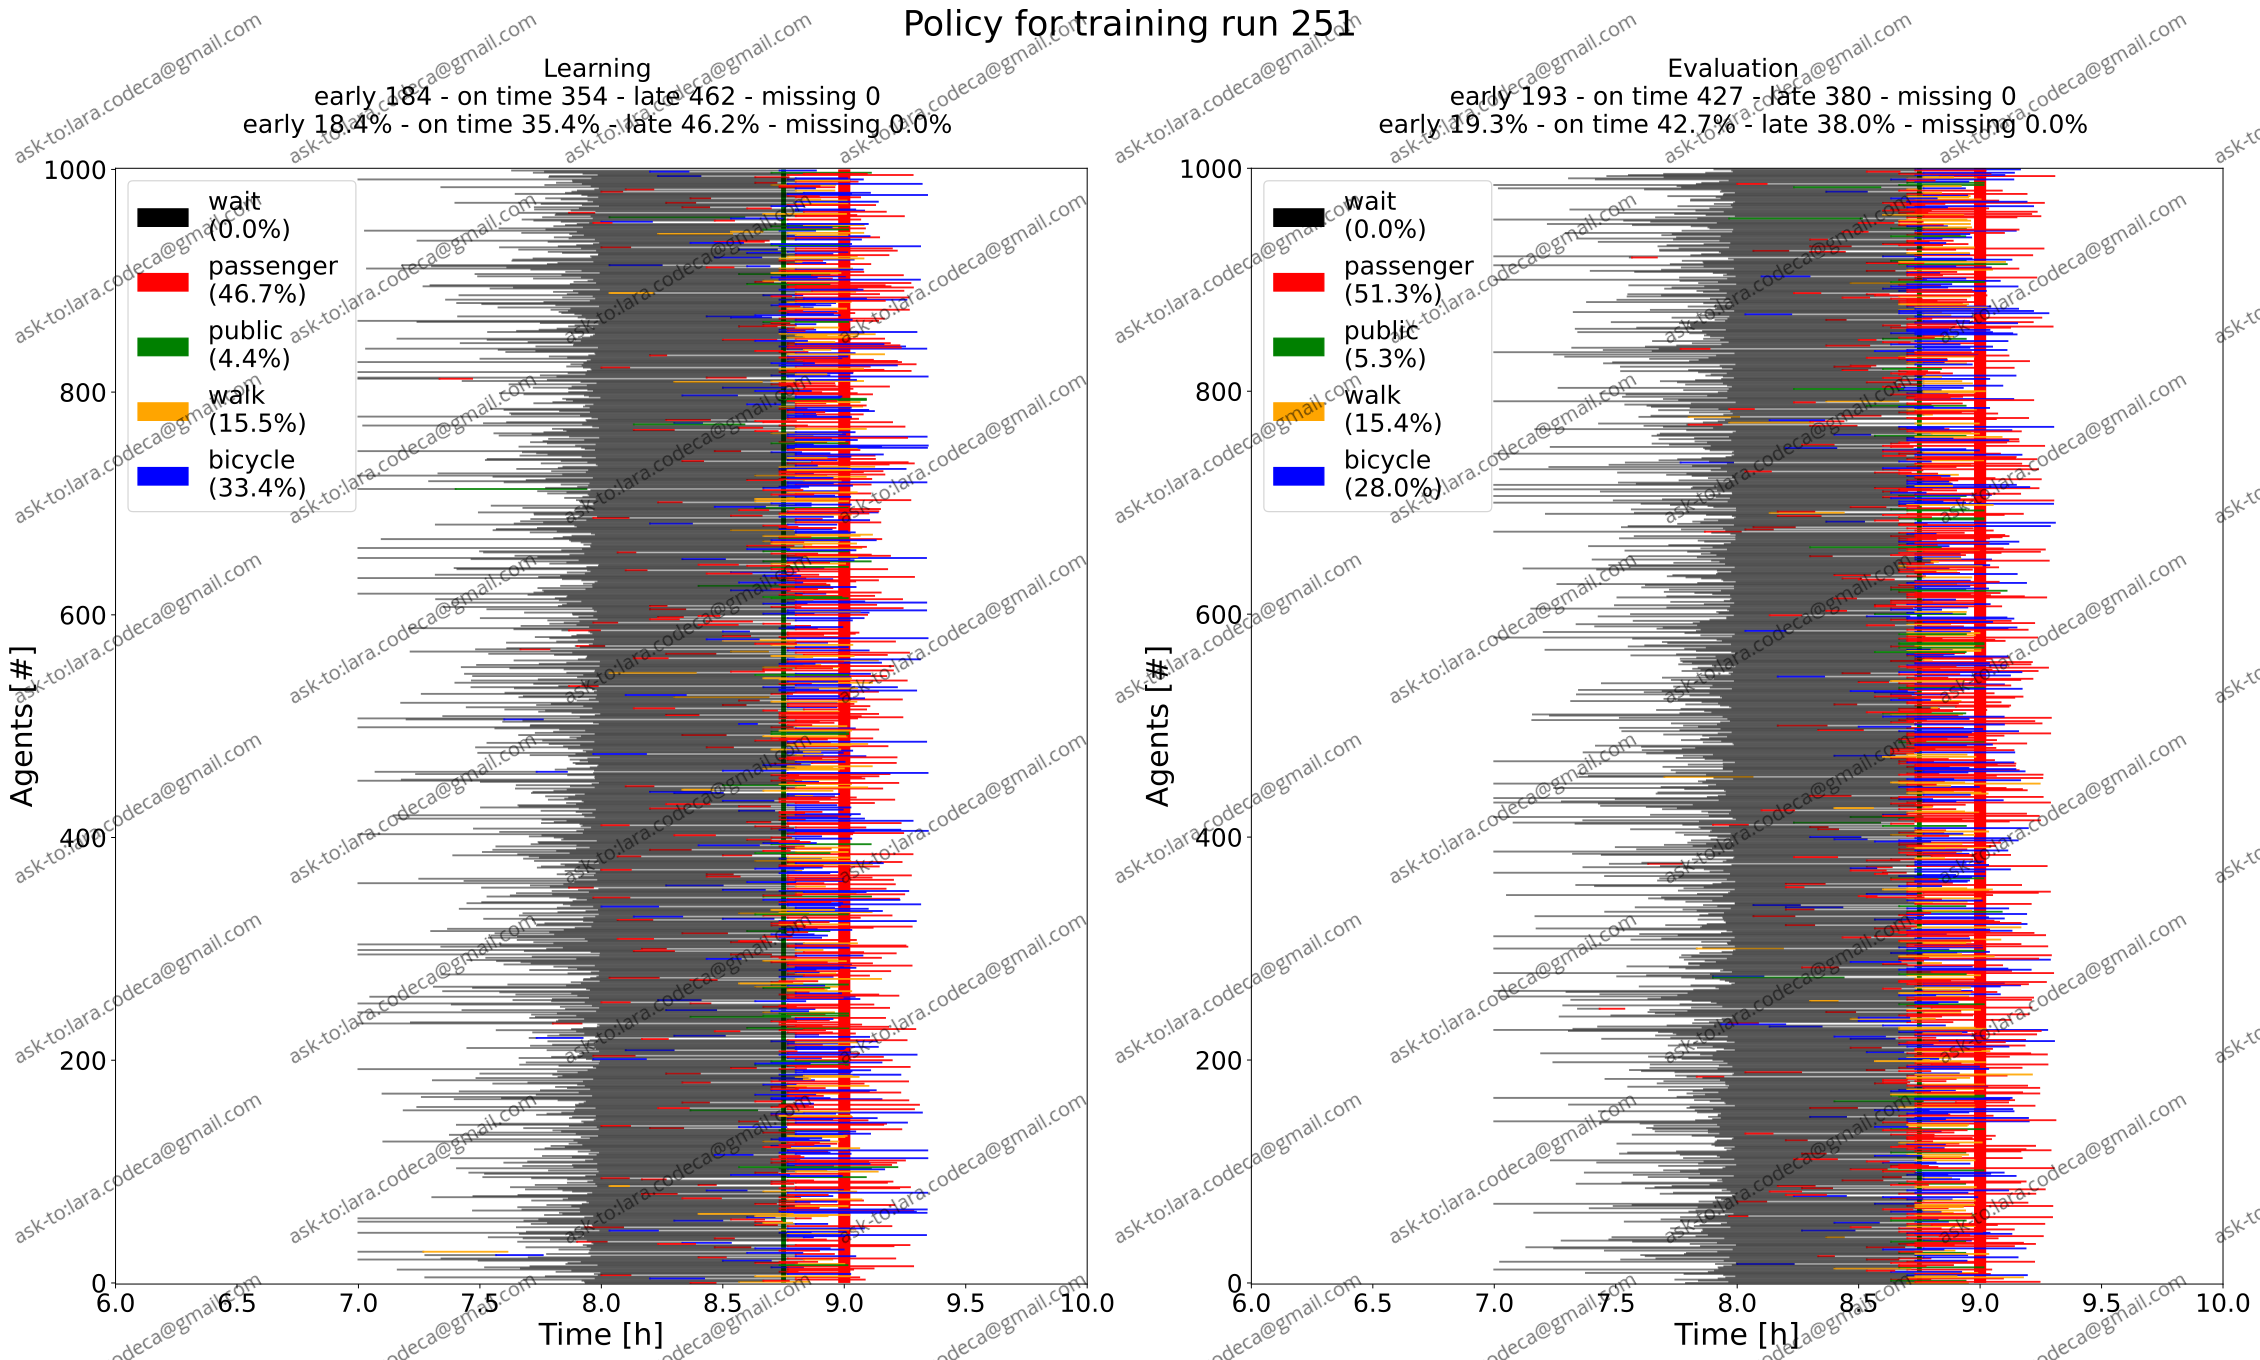 Policy for training run 251
Learning
early 184 - on time 354 - late 462 - missing 0
early 18.4% - on time 35.4% - late 46.2% - missing 0.0%
1000
800
600
400
200
0
Agents [#]
wait
(0.0%)
passenger
(46.7%)
public
(4.4%)
walk
(15.5%)
bicycle
(33.4%)
6.0 6.5 7.0 7.5 8.0 8.5 9.0 9.5 10.0
Time [h]
Evaluation
early 193 - on time 427 - late 380 - missing 0
early 19.3% - on time 42.7% - late 38.0% - missing 0.0%
1000
800
600
400
200
0
Agents [#]
wait
(0.0%)
passenger
(51.3%)
public
(5.3%)
walk
(15.4%)
bicycle
(28.0%)
6.0 6.5 7.0 7.5 8.0 8.5 9.0 9.5 10.0
Time [h]
ask-to:lara.codeca@gmail.com